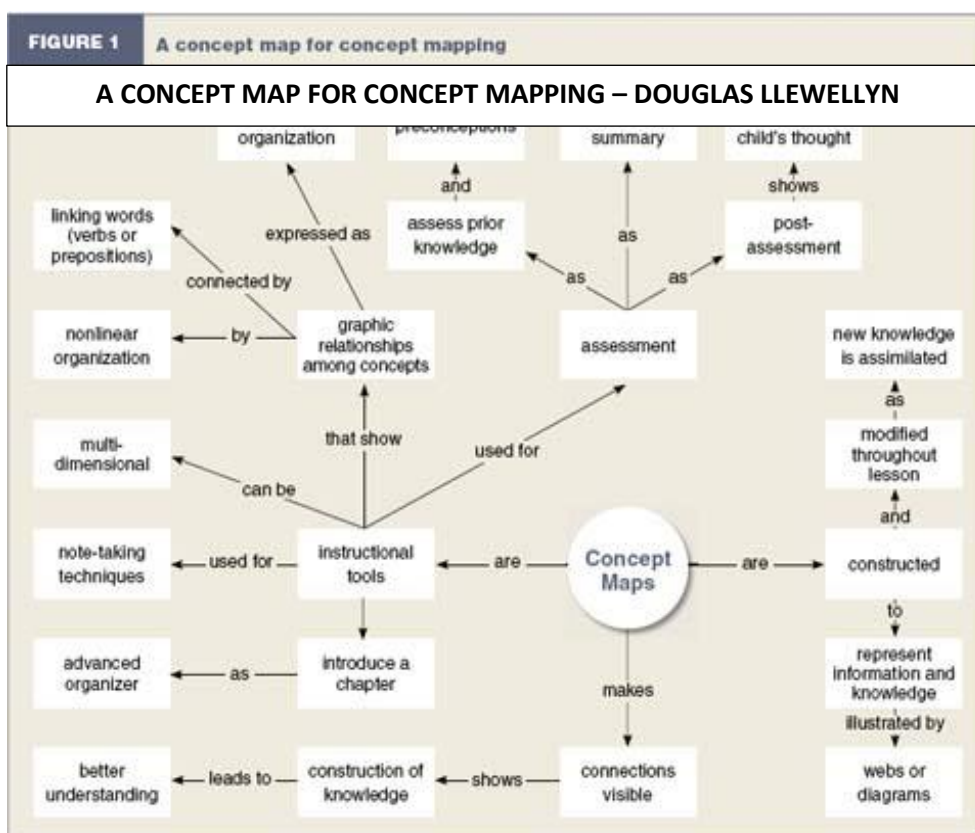 FIGURE 1
A concept map for concept mapping
A CONCEPT MAP FOR CONCEPT MAPPING – DOUGLAS LLEWELLYN
organization
preconceptions
summary
child's thought
and
shows
linking words
(verbs or
prepositions)
expressed as
assess prior
knowledge
as
post-
assessment
connected by
as
as
nonlinear
organization
by
graphic
relationships
among concepts
assessment
new knowledge
is assimilated
as
multi-
dimensional
that show
used for
modified
throughout
lesson
can be
and
note-taking
techniques
used for
instructional
tools
are
Concept
Maps
are
constructed
to
advanced
organizer
as
introduce a
chapter
makes
represent
information and
knowledge
illustrated by
better
understanding
leads to
construction of
knowledge
shows
connections
visible
webs or
diagrams